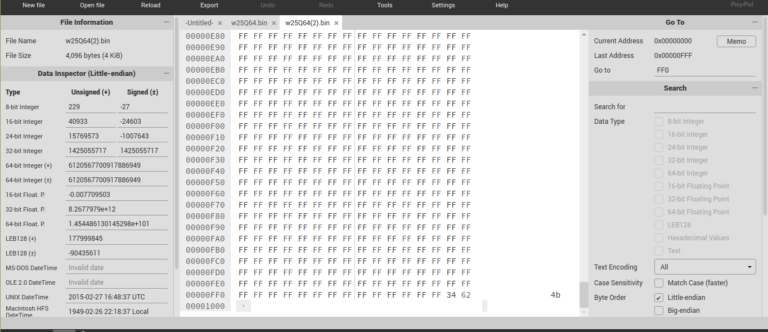 New file Open file Reload Export Undo Redo Tools Settings Help PayPal
File Information
File Name w25Q64(2).bin
File Size 4,096 bytes (4 KiB)
Data Inspector (Little-endian)
Type Unsigned (+) Signed (±)
8-bit Integer 229 -27
16-bit Integer 40933 -24603
24-bit Integer 15769573 -1007643
32-bit Integer 1425055717 1425055717
64-bit Integer (+) 6120567700917886949
64-bit Integer (±) 6120567700917886949
16-bit Float. P. -0.007709503
32-bit Float. P. 8.2677979e+12
64-bit Float. P. 1.454486130145298e+101
LEB128 (+) 177999845
LEB128 (±) -90435611
MS-DOS DateTime Invalid date
OLE 2.0 DateTime Invalid date
UNIX DateTime 2015-02-27 16:48:37 UTC
Macintosh HFS DateTime 1949-02-26 22:18:37 Local
-Untitled- × w25Q64.bin × w25Q64(2).bin ×
00000E80 FF FF FF FF FF FF FF FF FF FF FF FF FF FF FF FF
00000E90 FF FF FF FF FF FF FF FF FF FF FF FF FF FF FF FF
00000EA0 FF FF FF FF FF FF FF FF FF FF FF FF FF FF FF FF
00000EB0 FF FF FF FF FF FF FF FF FF FF FF FF FF FF FF FF
00000EC0 FF FF FF FF FF FF FF FF FF FF FF FF FF FF FF FF
00000ED0 FF FF FF FF FF FF FF FF FF FF FF FF FF FF FF FF
00000EE0 FF FF FF FF FF FF FF FF FF FF FF FF FF FF FF FF
00000EF0 FF FF FF FF FF FF FF FF FF FF FF FF FF FF FF FF
00000F00 FF FF FF FF FF FF FF FF FF FF FF FF FF FF FF FF
00000F10 FF FF FF FF FF FF FF FF FF FF FF FF FF FF FF FF
00000F20 FF FF FF FF FF FF FF FF FF FF FF FF FF FF FF FF
00000F30 FF FF FF FF FF FF FF FF FF FF FF FF FF FF FF FF
00000F40 FF FF FF FF FF FF FF FF FF FF FF FF FF FF FF FF
00000F50 FF FF FF FF FF FF FF FF FF FF FF FF FF FF FF FF
00000F60 FF FF FF FF FF FF FF FF FF FF FF FF FF FF FF FF
00000F70 FF FF FF FF FF FF FF FF FF FF FF FF FF FF FF FF
00000F80 FF FF FF FF FF FF FF FF FF FF FF FF FF FF FF FF
00000F90 FF FF FF FF FF FF FF FF FF FF FF FF FF FF FF FF
00000FA0 FF FF FF FF FF FF FF FF FF FF FF FF FF FF FF FF
00000FB0 FF FF FF FF FF FF FF FF FF FF FF FF FF FF FF FF
00000FC0 FF FF FF FF FF FF FF FF FF FF FF FF FF FF FF FF
00000FD0 FF FF FF FF FF FF FF FF FF FF FF FF FF FF FF FF
00000FE0 FF FF FF FF FF FF FF FF FF FF FF FF FF FF FF FF
00000FF0 FF FF FF FF FF FF FF FF FF FF FF FF FF FF 34 62 4b
00001000 +
Go To
Current Address 0x00000000 Memo
Last Address 0x00000FFF
Go to FF0
Search
Search for
Data Type 8-bit Integer
16-bit Integer
24-bit Integer
32-bit Integer
64-bit Integer
16-bit Floating Point
32-bit Floating Point
64-bit Floating Point
LEB128
Hexadecimal Values
Text
Text Encoding All
Case Sensitivity Match Case (faster)
Byte Order Little-endian
Big-endian